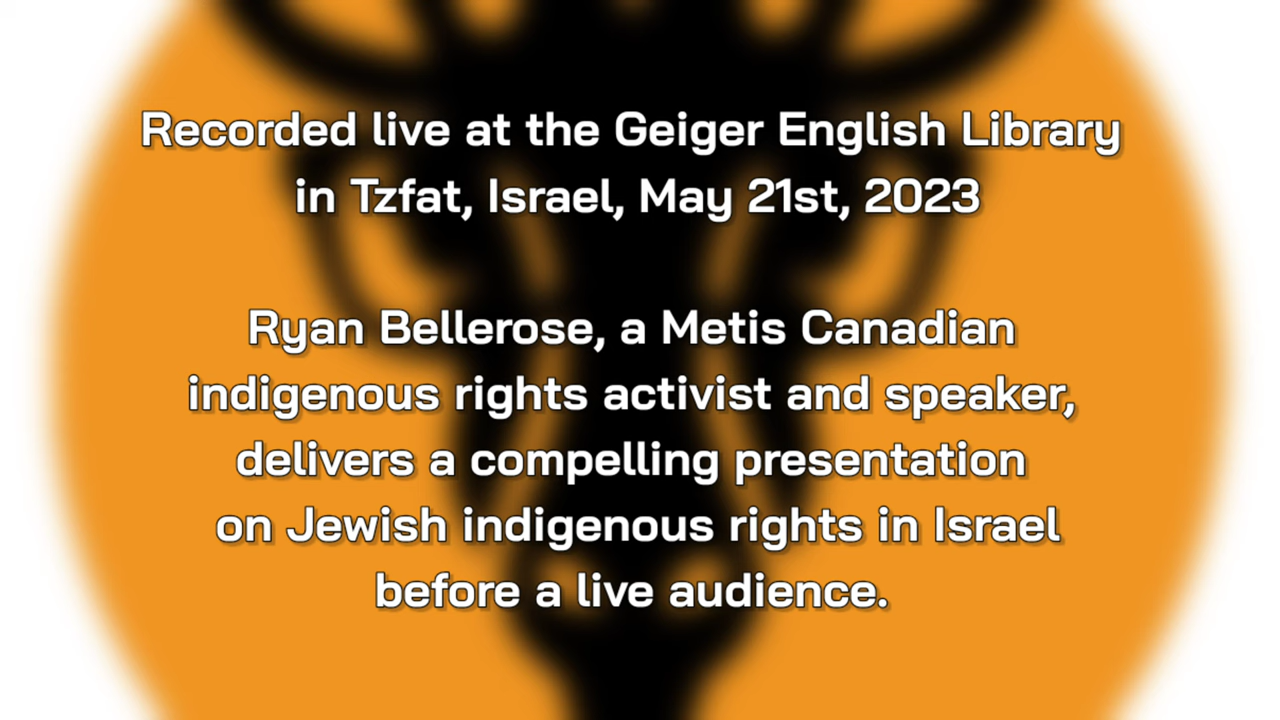 Recorded live at the Geiger English Library
in Tzfat, Israel, May 21st, 2023
Ryan Bellerose, a Metis Canadian
indigenous rights activist and speaker,
delivers a compelling presentation
on Jewish indigenous rights in Israel
before a live audience.